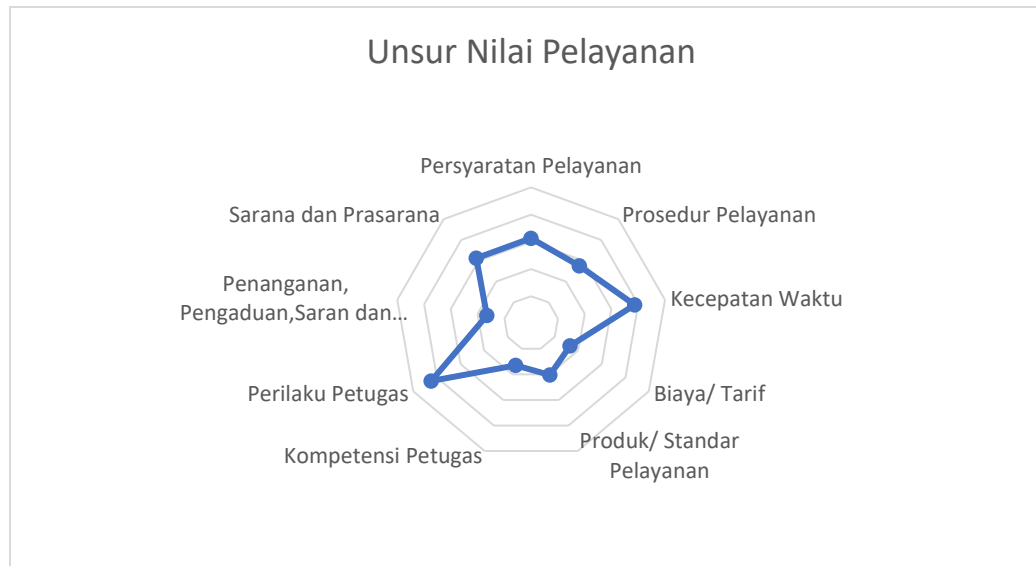 Unsur Nilai Pelayanan
Persyaratan Pelayanan
Prosedur Pelayanan
Kecepatan Waktu
Biaya/ Tarif
Produk/ Standar
Pelayanan
Kompetensi Petugas
Perilaku Petugas
Penanganan,
Pengaduan,Saran dan...
Sarana dan Prasarana